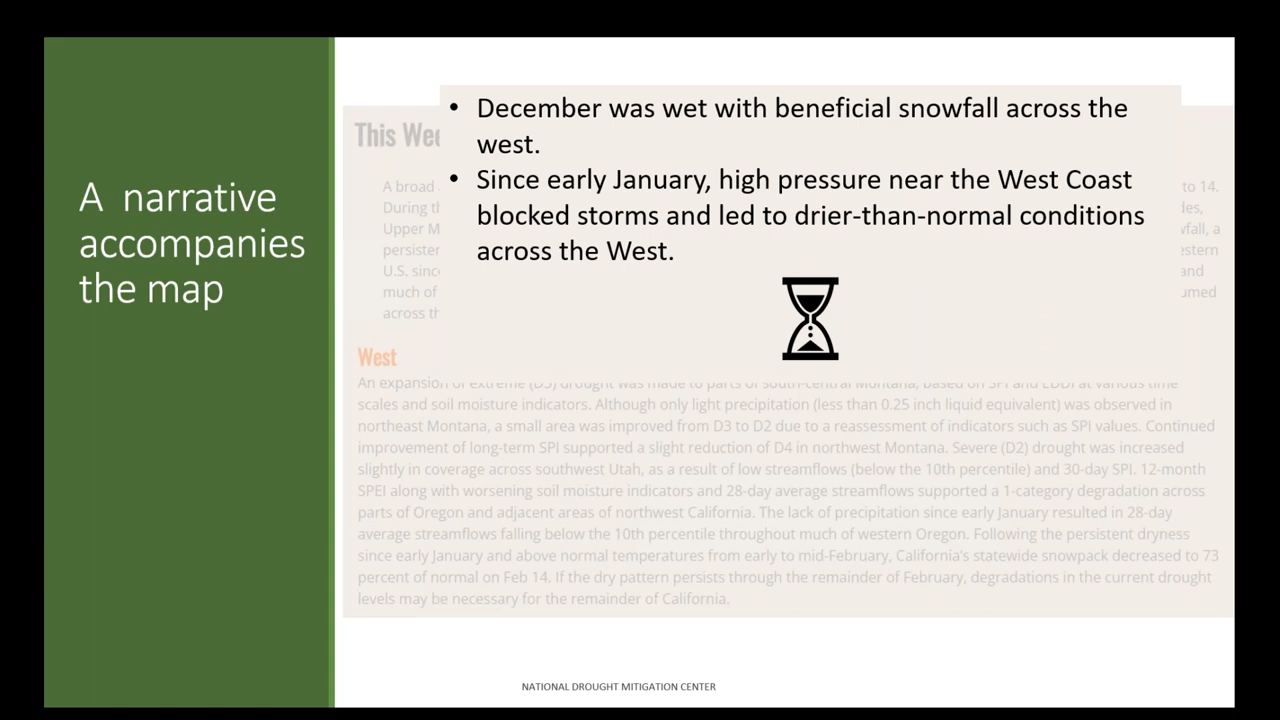 A narrative
accompanies
the map
• December was wet with beneficial snowfall across the
west.
• Since early January, high pressure near the West Coast
blocked storms and led to drier-than-normal conditions
across the West.
This
A broad
to 14.
During
Upper
U.S.
much of
and
across
West
An expansion of extreme (D3) drought was made to parts of south-central Montana, based on SPI and EDDI at various time
scales and soil moisture indicators. Although only light precipitation (less than 0.25 inch liquid equivalent) was observed in
northeast Montana, a small area was improved from D3 to D2 due to a reassessment of indicators such as SPI values. Continued
improvement of long-term SPI supported a slight reduction of D4 in northwest Montana. Severe (D2) drought was increased
slightly in coverage across southwest Utah, as a result of low streamflows (below the 10th percentile) and 30-day SPI. 12-month
SPEI along with worsening soil moisture indicators and 28-day average streamflows supported a 1-category degradation across
parts of Oregon and adjacent areas of northwest California. The lack of precipitation since early January resulted in 28-day
average streamflows falling below the 10th percentile throughout much of western Oregon. Following the persistent dryness
since early January and above normal temperatures from early to mid-February, California's statewide snowpack decreased to 73
percent of normal on Feb 14. If the dry pattern persists through the remainder of February, degradations in the current drought
levels may be necessary for the remainder of California.
NATIONAL DROUGHT MITIGATION CENTER